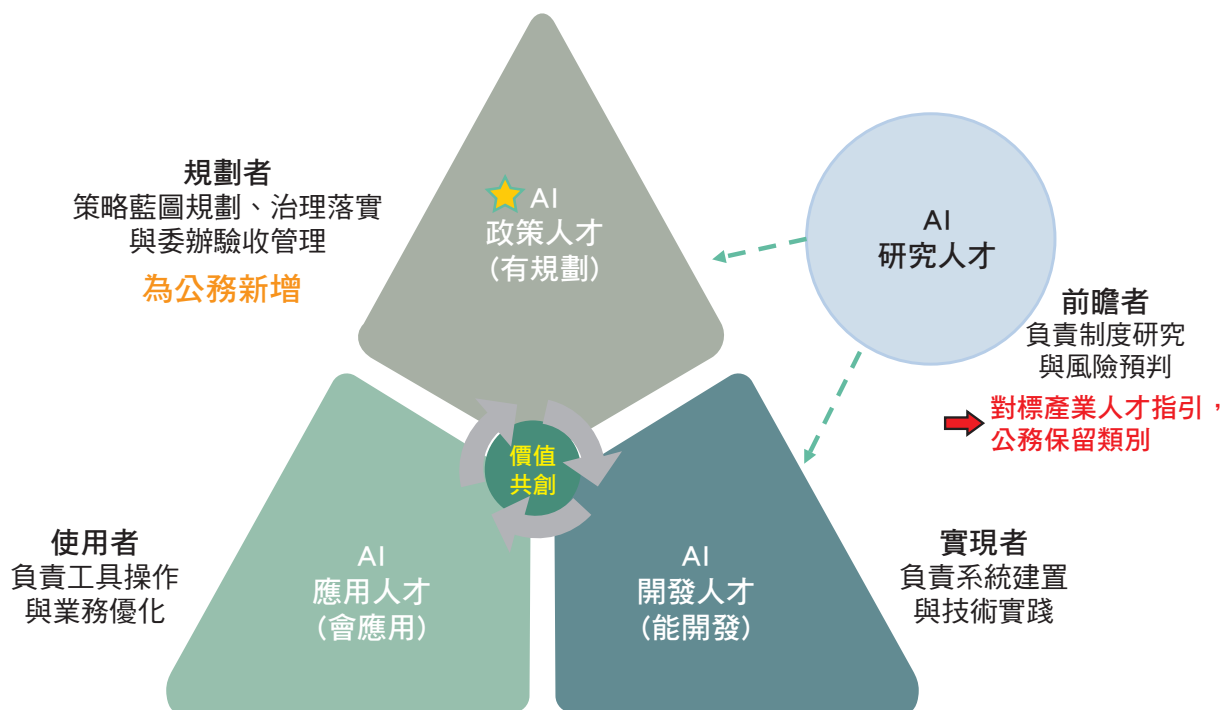 規劃者
策略藍圖規劃、治理落實
與委辦驗收管理
為公務新增
AI
政策人才
(有規劃)
AI
研究人才
前瞻者
負責制度研究
與風險預判
對標產業人才指引，
公務保留類別
價值
共創
使用者
負責工具操作
與業務優化
AI
應用人才
(會應用)
AI
開發人才
(能開發)
實現者
負責系統建置
與技術實踐